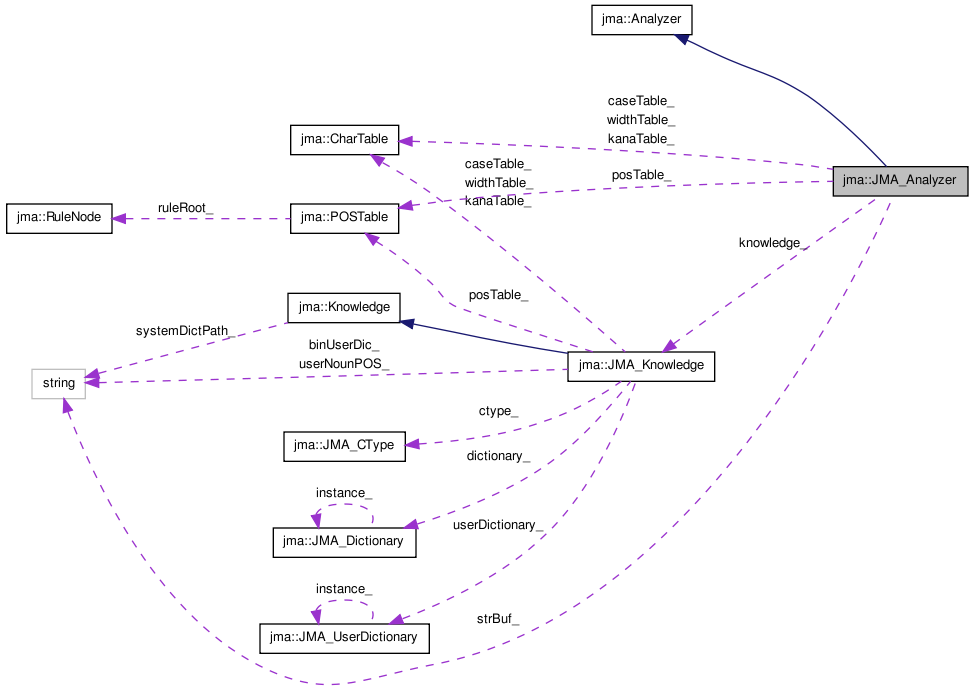 jma::Analyzer
caseTable_
widthTable_
kanaTable_
jma::CharTable
caseTable_
widthTable_
kanaTable_
posTable_
jma::JMA_Analyzer
ruleRoot_
jma::RuleNode
jma::POSTable
knowledge_
posTable_
jma::Knowledge
systemDictPath_
binUserDic_
userNounPOS_
jma::JMA_Knowledge
string
ctype_
jma::JMA_CType
dictionary_
instance_
jma::JMA_Dictionary
userDictionary_
instance_
strBuf_
jma::JMA_UserDictionary